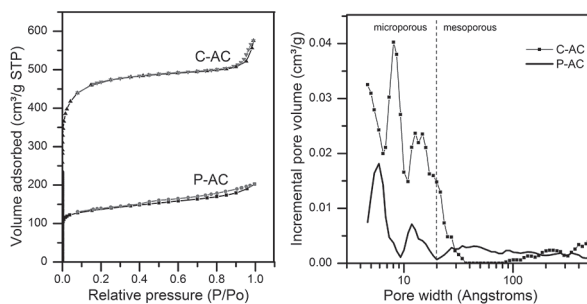 Volume adsorbed (cm³/g STP)
600
500
400
300
200
100
0
C-AC
P-AC
0.0 0.2 0.4 0.6 0.8 1.0
Relative pressure (P/Po)
Incremental pore volume (cm³/g)
microporous mesoporous
C-AC
P-AC
0.04
0.03
0.02
0.01
0.00
10 100
Pore width (Angstroms)